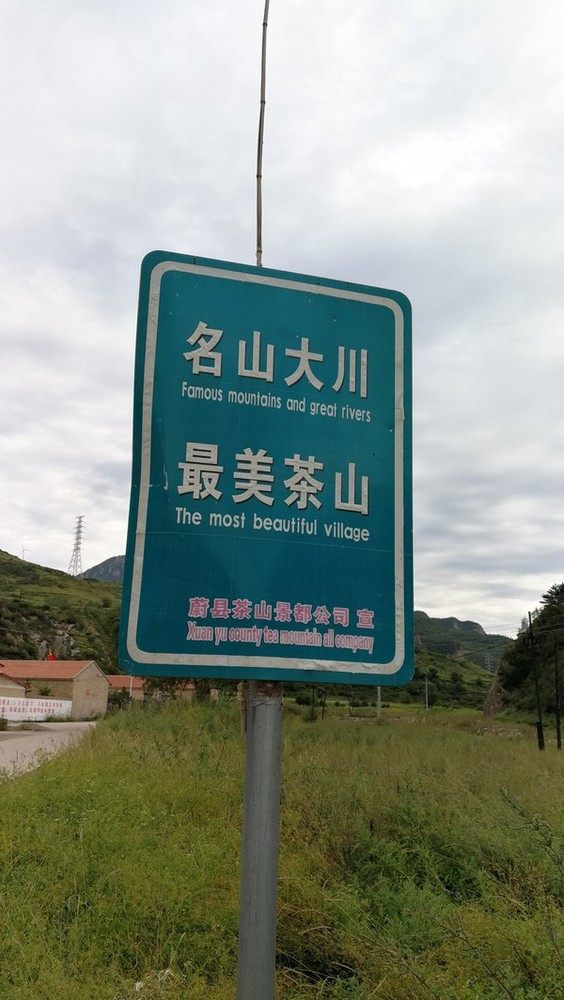 名山大川
Famous mountains and great rivers
最美茶山
The most beautiful village
蔚县茶山景都公司 宣
Xuan yu county tea mountain all company